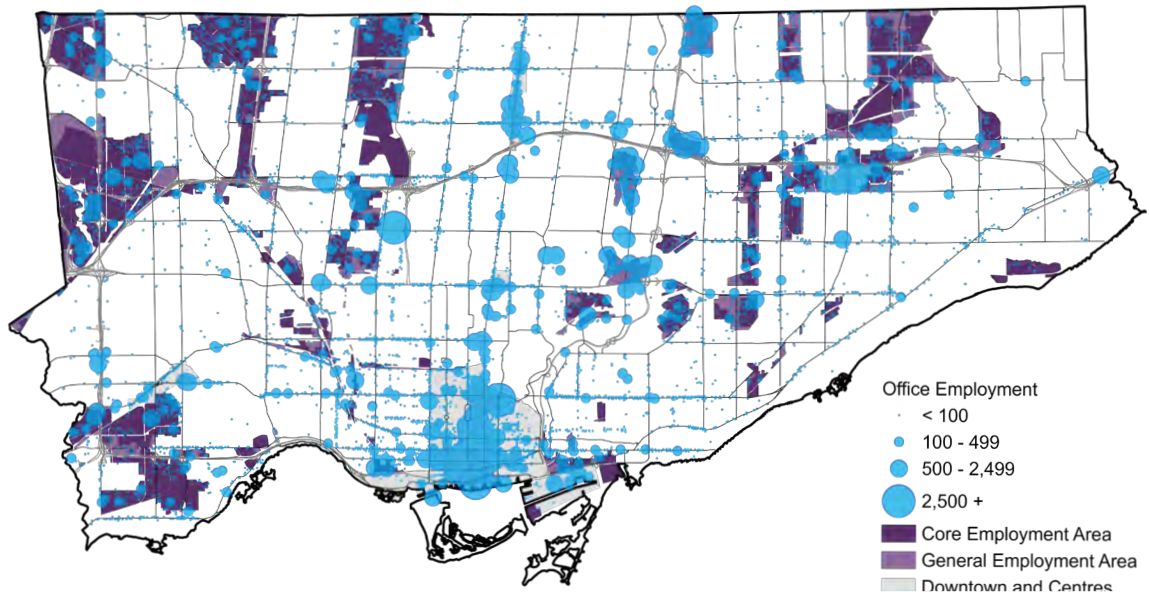 Office Employment
< 100
100 - 499
500 - 2,499
2,500 +
Core Employment Area
General Employment Area
Downtown and Centres